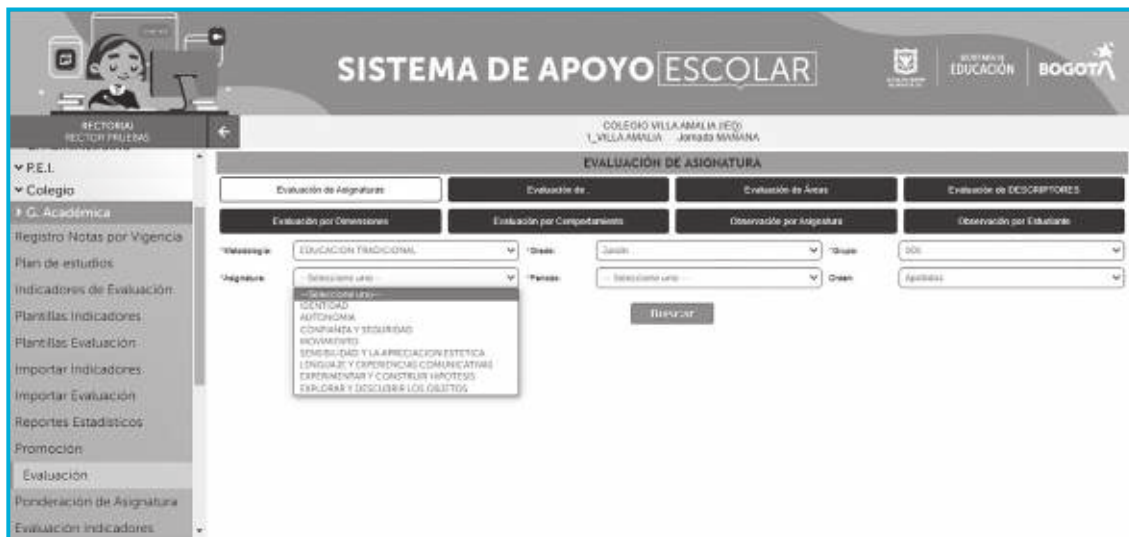 SISTEMA DE APOYO ESCOLAR
EDUCACIÓN
BOGOTÁ
RECTOR(A)
RECTOR PRUEBAS
COLEGIO VILLA AMALIA (IED)
1_VILLA AMALIA Jornada MAÑANA
EVALUACIÓN DE ASIGNATURA
P.E.I.
Colegio
G. Académica
Registro Notas por Vigencia
Plan de estudios
Indicadores de Evaluación
Plantillas Indicadores
Plantillas Evaluación
Importar Indicadores
Importar Evaluación
Reportes Estadísticos
Promoción
Evaluación
Ponderación de Asignatura
Evaluación Indicadores
Evaluación de Asignaturas Evaluación de Evaluación de Áreas Evaluación de DESCRIPTORES
Evaluación por Dimensiones Evaluación por Comportamiento Observación por Asignatura Observación por Estudiante
*Metodología: EDUCACION TRADICIONAL *Grado: Jardín *Grupo:
*Asignatura: --Seleccione uno-- *Periodo: --Seleccione uno-- Orden: Apellidos
--Seleccione uno--
IDENTIDAD
AUTONOMIA
CONFIANZA Y SEGURIDAD
MOVIMIENTO
SENSIBILIDAD Y LA APRECIACION ESTETICA
LENGUAJE Y EXPERIENCIAS COMUNICATIVAS
EXPERIMENTAR Y CONSTRUIR HIPOTESIS
EXPLORAR Y DESCUBRIR LOS OBJETOS
Buscar